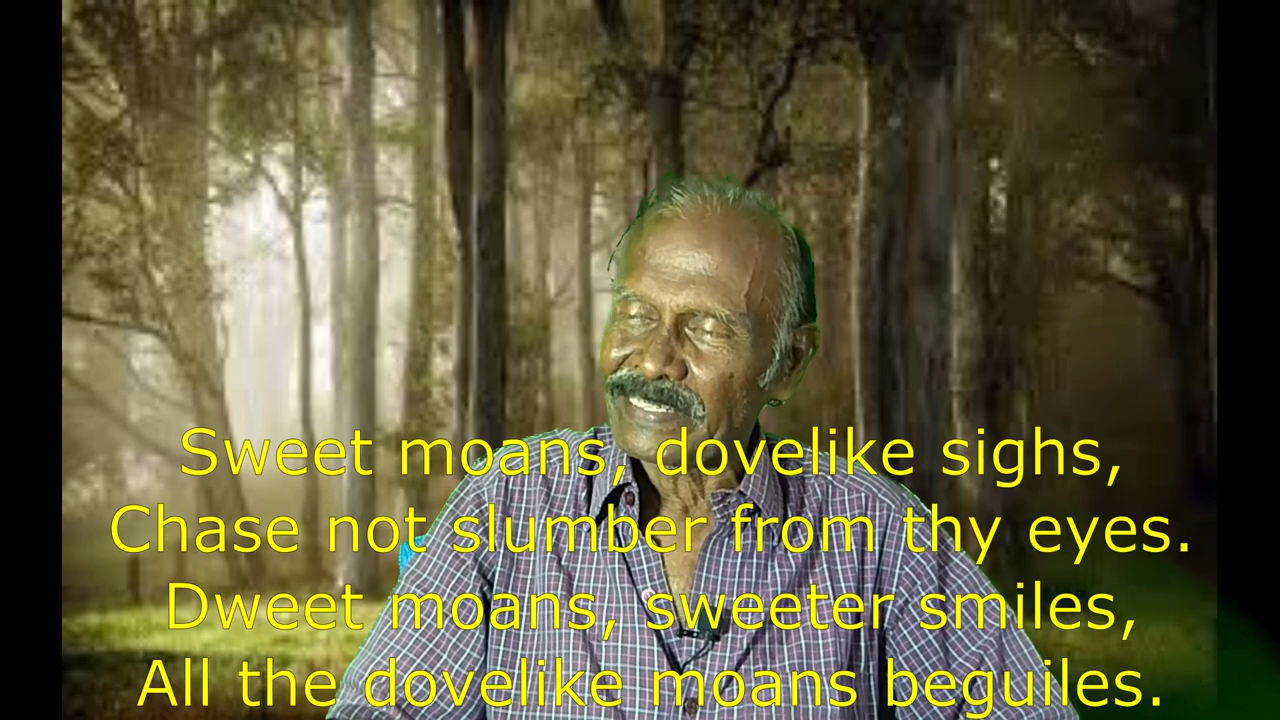 Sweet moans, dovelike sighs,
Chase not slumber from thy eyes.
Dweet moans, sweeter smiles,
All the dovelike moans beguiles.